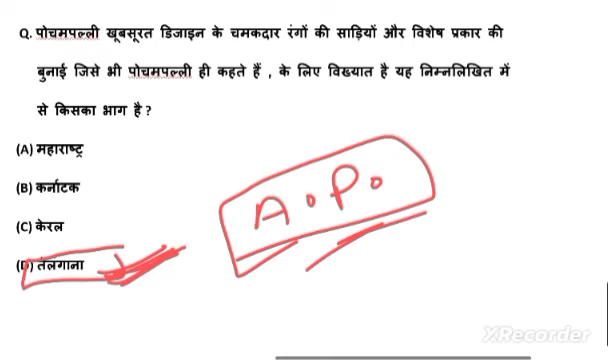 Q. पोचमपल्ली खूबसूरत डिजाइन के चमकदार रंगों की साड़ियों और विशेष प्रकार की
बुनाई जिसे भी पोचमपल्ली ही कहते हैं , के लिए विख्यात है यह निम्नलिखित में
से किसका भाग है ?
(A) महाराष्ट्र
(B) कर्नाटक
(C) केरल
(D) तेलंगाना
A.P.
XRecorder